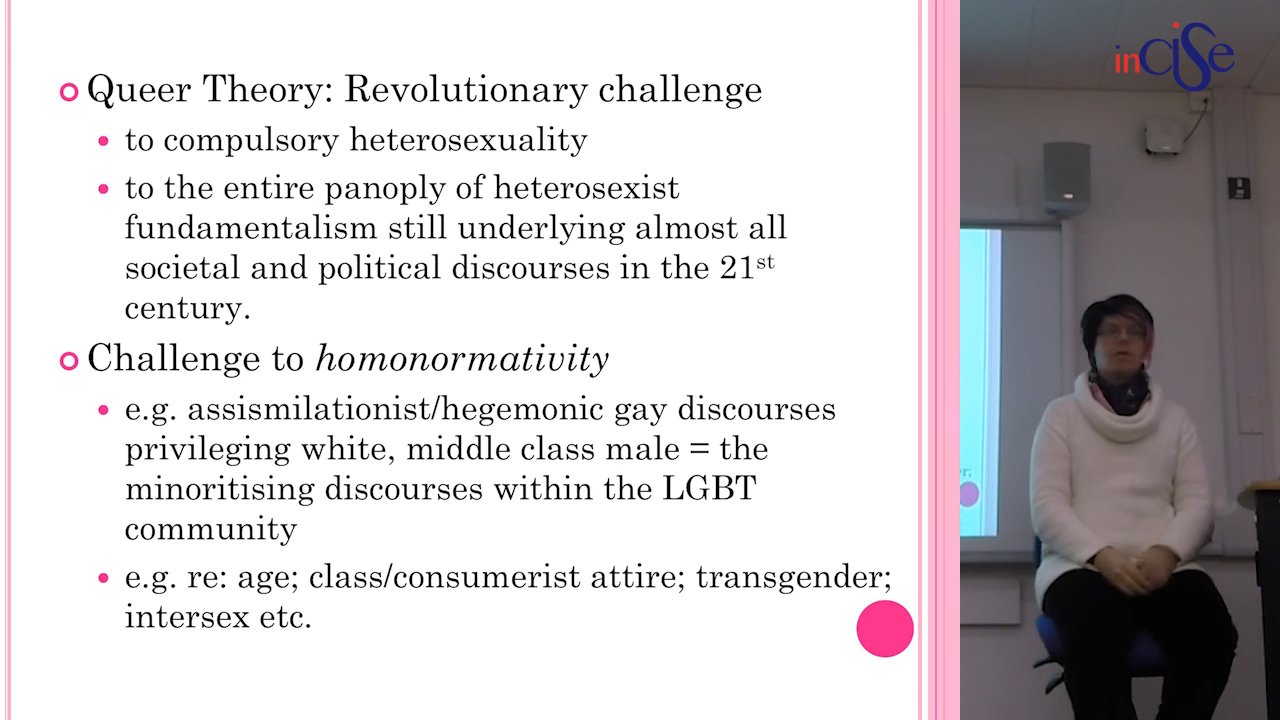 Queer Theory: Revolutionary challenge
to compulsory heterosexuality
to the entire panoply of heterosexist
fundamentalism still underlying almost all
societal and political discourses in the 21st
century.
Challenge to homonormativity
e.g. assismilationist/hegemonic gay discourses
privileging white, middle class male = the
minoritising discourses within the LGBT
community
e.g. re: age; class/consumerist attire; transgender;
intersex etc.
inCiSe